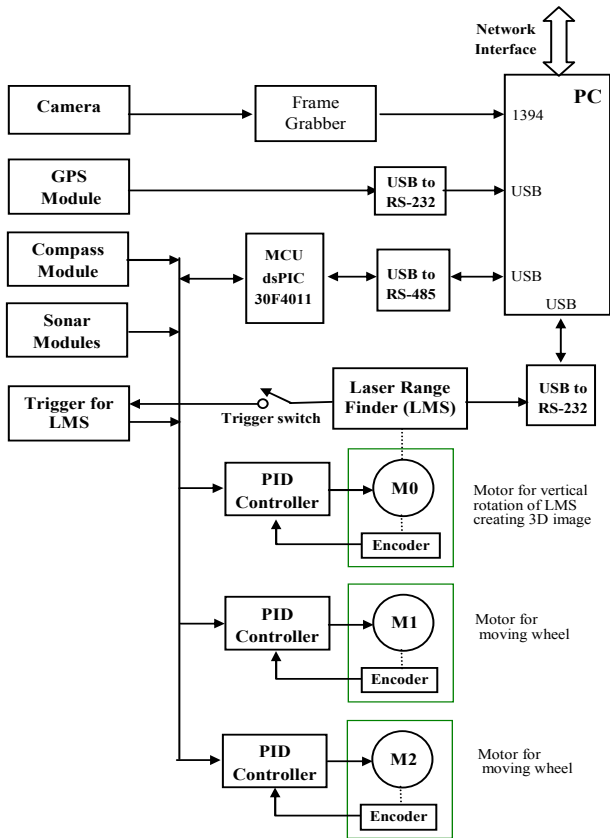 Network
Interface
PC
Camera
Frame
Grabber
1394
GPS
Module
USB to
RS-232
USB
Compass
Module
MCU
dsPIC
30F4011
USB to
RS-485
USB
USB
Sonar
Modules
Trigger for
LMS
Trigger switch
Laser Range
Finder (LMS)
USB to
RS-232
PID
Controller
M0
Encoder
Motor for vertical
rotation of LMS
creating 3D image
PID
Controller
M1
Encoder
Motor for
moving wheel
PID
Controller
M2
Encoder
Motor for
moving wheel